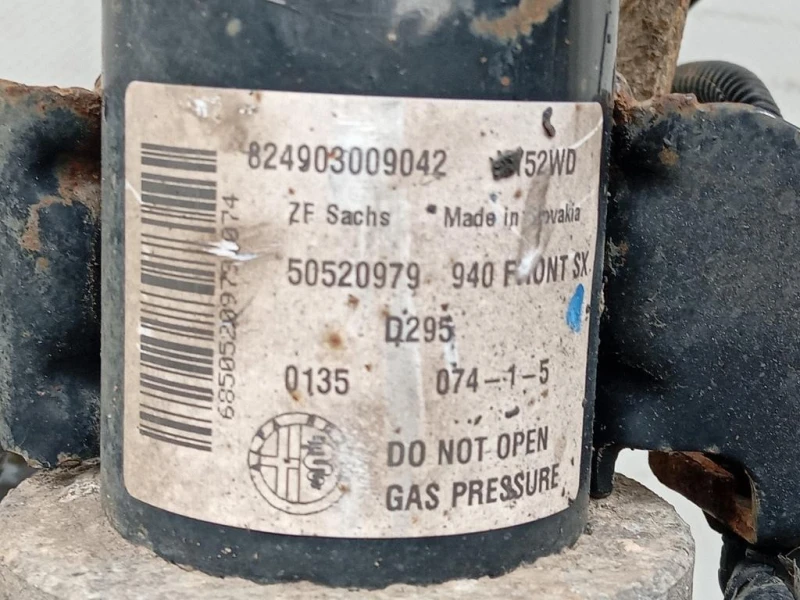 824903009042
ZF Sachs Made in Slovakia
50520979 940 FRONT SX
D295
0135 074-1-5
DO NOT OPEN
GAS PRESSURE